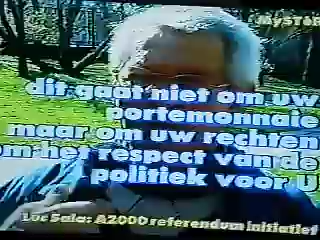 MySTèR
dit gaat niet om uw
portemonnaie
maar om uw rechten
om het respect van de
politiek voor U
Luc Sala: A2000 referendum initiatief